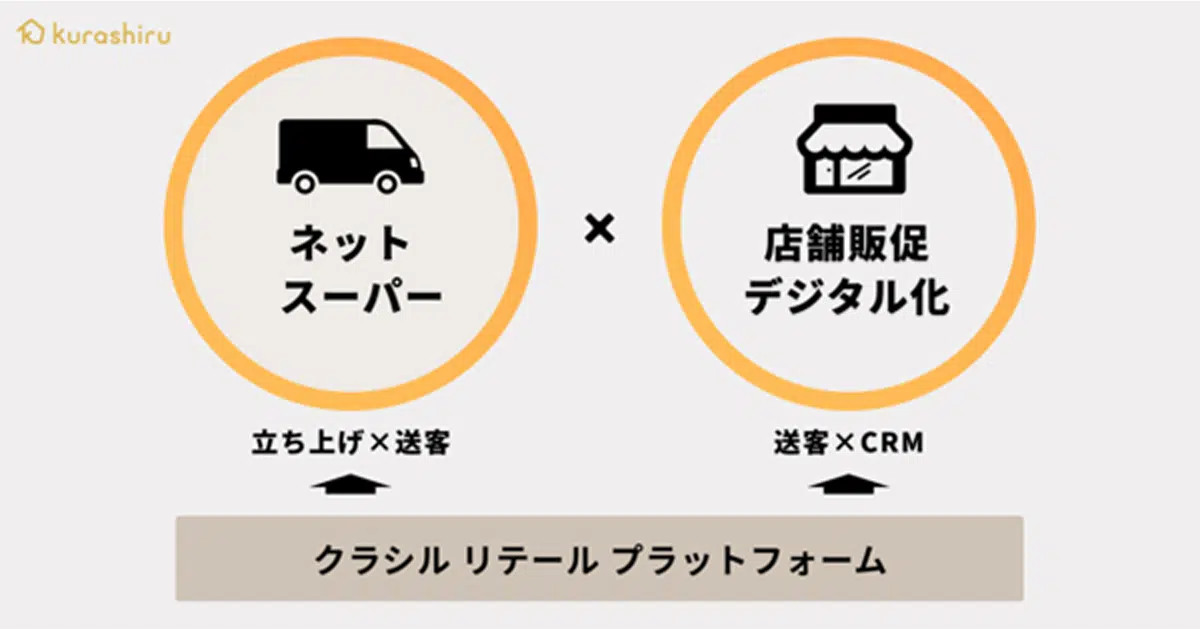 kurashiru
ネット
スーパー
×
店舗販促
デジタル化
立ち上げ×送客
送客×CRM
クラシル リテール プラットフォーム